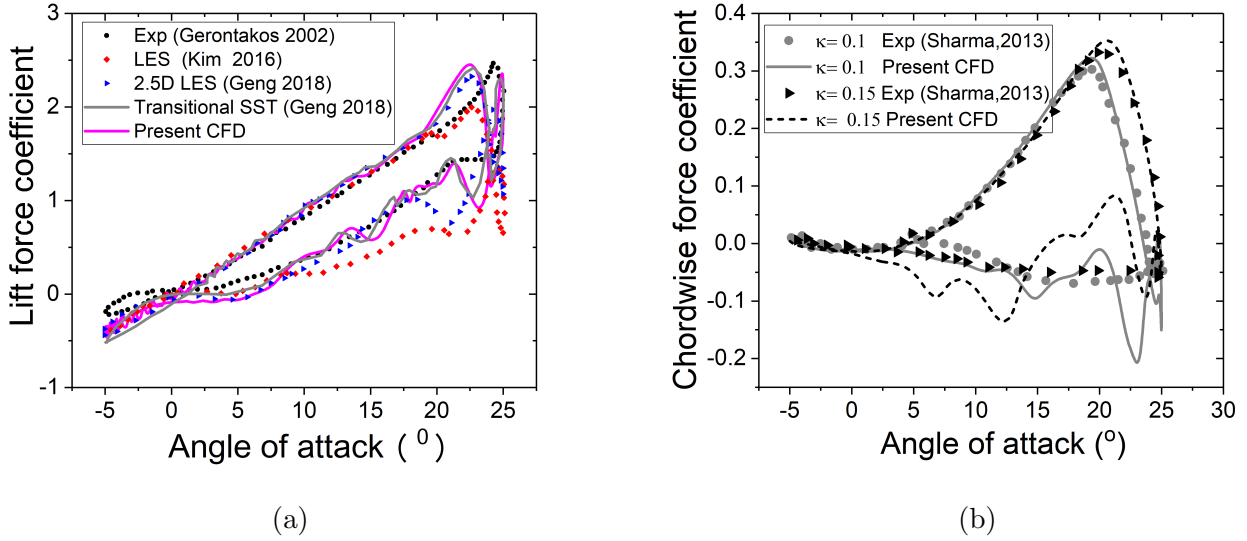 Lift force coefficient
3
2
1
0
-1
Exp (Gerontakos 2002)
LES (Kim 2016)
2.5D LES (Geng 2018)
Transitional SST (Geng 2018)
Present CFD
-5 0 5 10 15 20 25
Angle of attack ( 0 )
(a)
Chordwise force coefficient
0.4
0.3
0.2
0.1
0.0
-0.1
-0.2
κ= 0.1 Exp (Sharma,2013)
κ= 0.1 Present CFD
κ= 0.15 Exp (Sharma,2013)
κ= 0.15 Present CFD
-5 0 5 10 15 20 25 30
Angle of attack (o)
(b)